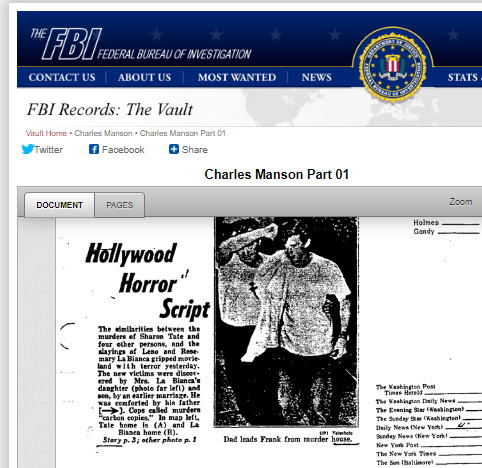 THE FBI FEDERAL BUREAU OF INVESTIGATION
CONTACT US ABOUT US MOST WANTED NEWS STATS
FBI Records: The Vault
Vault Home • Charles Manson • Charles Manson Part 01
Twitter Facebook Share
Charles Manson Part 01
DOCUMENT PAGES Zoom
Holmes
Gandy
Hollywood
Horror
Script
The similarities between the
murders of Sharon Tate and
four other persons, and the
slayings of Leno and Rose-
mary La Bianca gripped movie-
land with terror yesterday.
The new victims were discov-
ered by Mrs. La Bianca's
daughter (photo far left) and
son, by an earlier marriage. He
was comforted by his father
[→]. Cops called murders
"carbon copies." In map left,
Tate home is (A) and La
Bianca home (B).
Story p. 3; other photo p. 1
UPI Telephoto
Dad leads Frank from murder house.
The Washington Post
Times Herald
The Washington Daily News
The Evening Star (Washington)
The Sunday Star (Washington)
Daily News (New York)
Sunday News (New York)
New York Post
The New York Times
The Sun (Baltimore)